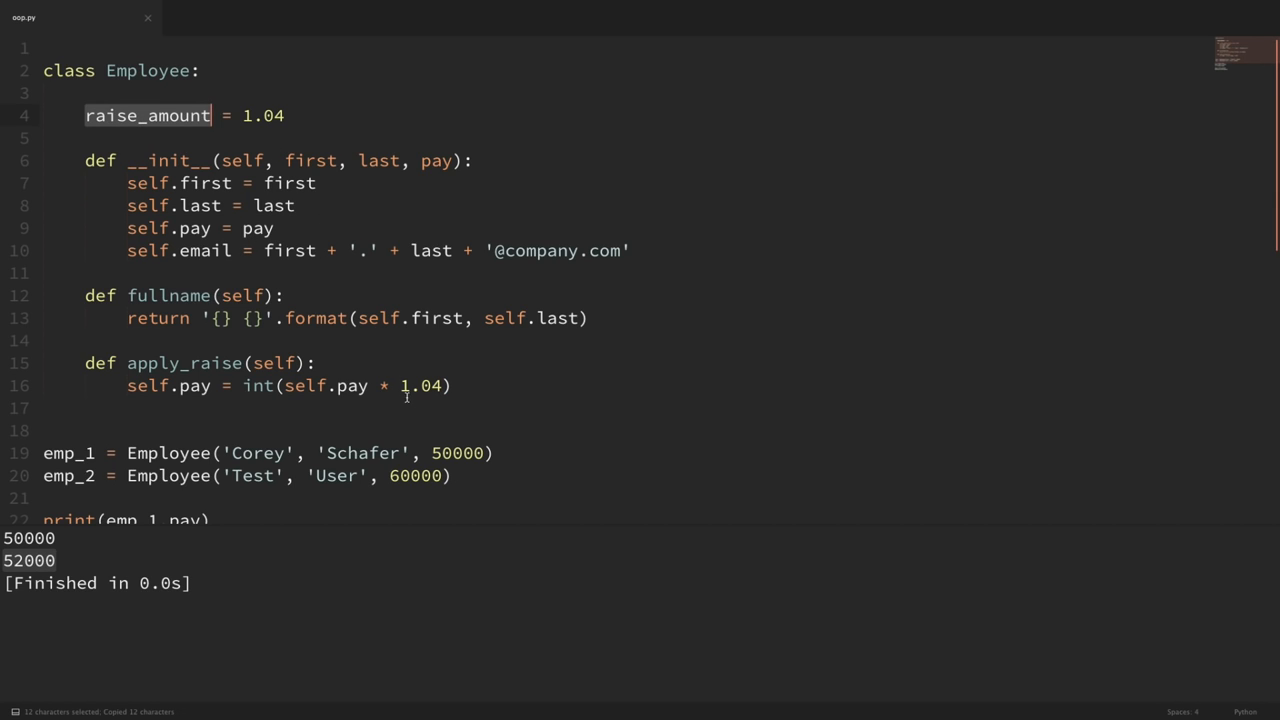 oop.py ×
1
2 class Employee:
3
4     raise_amount = 1.04
5
6     def __init__(self, first, last, pay):
7         self.first = first
8         self.last = last
9         self.pay = pay
10         self.email = first + '.' + last + '@company.com'
11
12     def fullname(self):
13         return '{} {}'.format(self.first, self.last)
14
15     def apply_raise(self):
16         self.pay = int(self.pay * 1.04)
17
18
19 emp_1 = Employee('Corey', 'Schafer', 50000)
20 emp_2 = Employee('Test', 'User', 60000)
21
22 print(emp_1.pay)
50000
52000
[Finished in 0.0s]
12 characters selected; Copied 12 characters Spaces: 4 Python